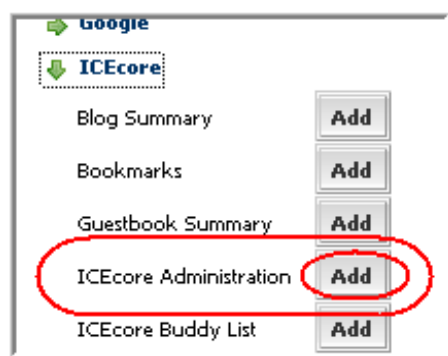 Google
ICEcore
Blog Summary Add
Bookmarks Add
Guestbook Summary Add
ICEcore Administration Add
ICEcore Buddy List Add